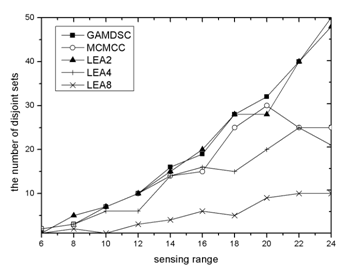 50
40
30
20
10
the number of disjoint sets
GAMDSC
MCMCC
LEA2
LEA4
LEA8
6 8 10 12 14 16 18 20 22 24
sensing range